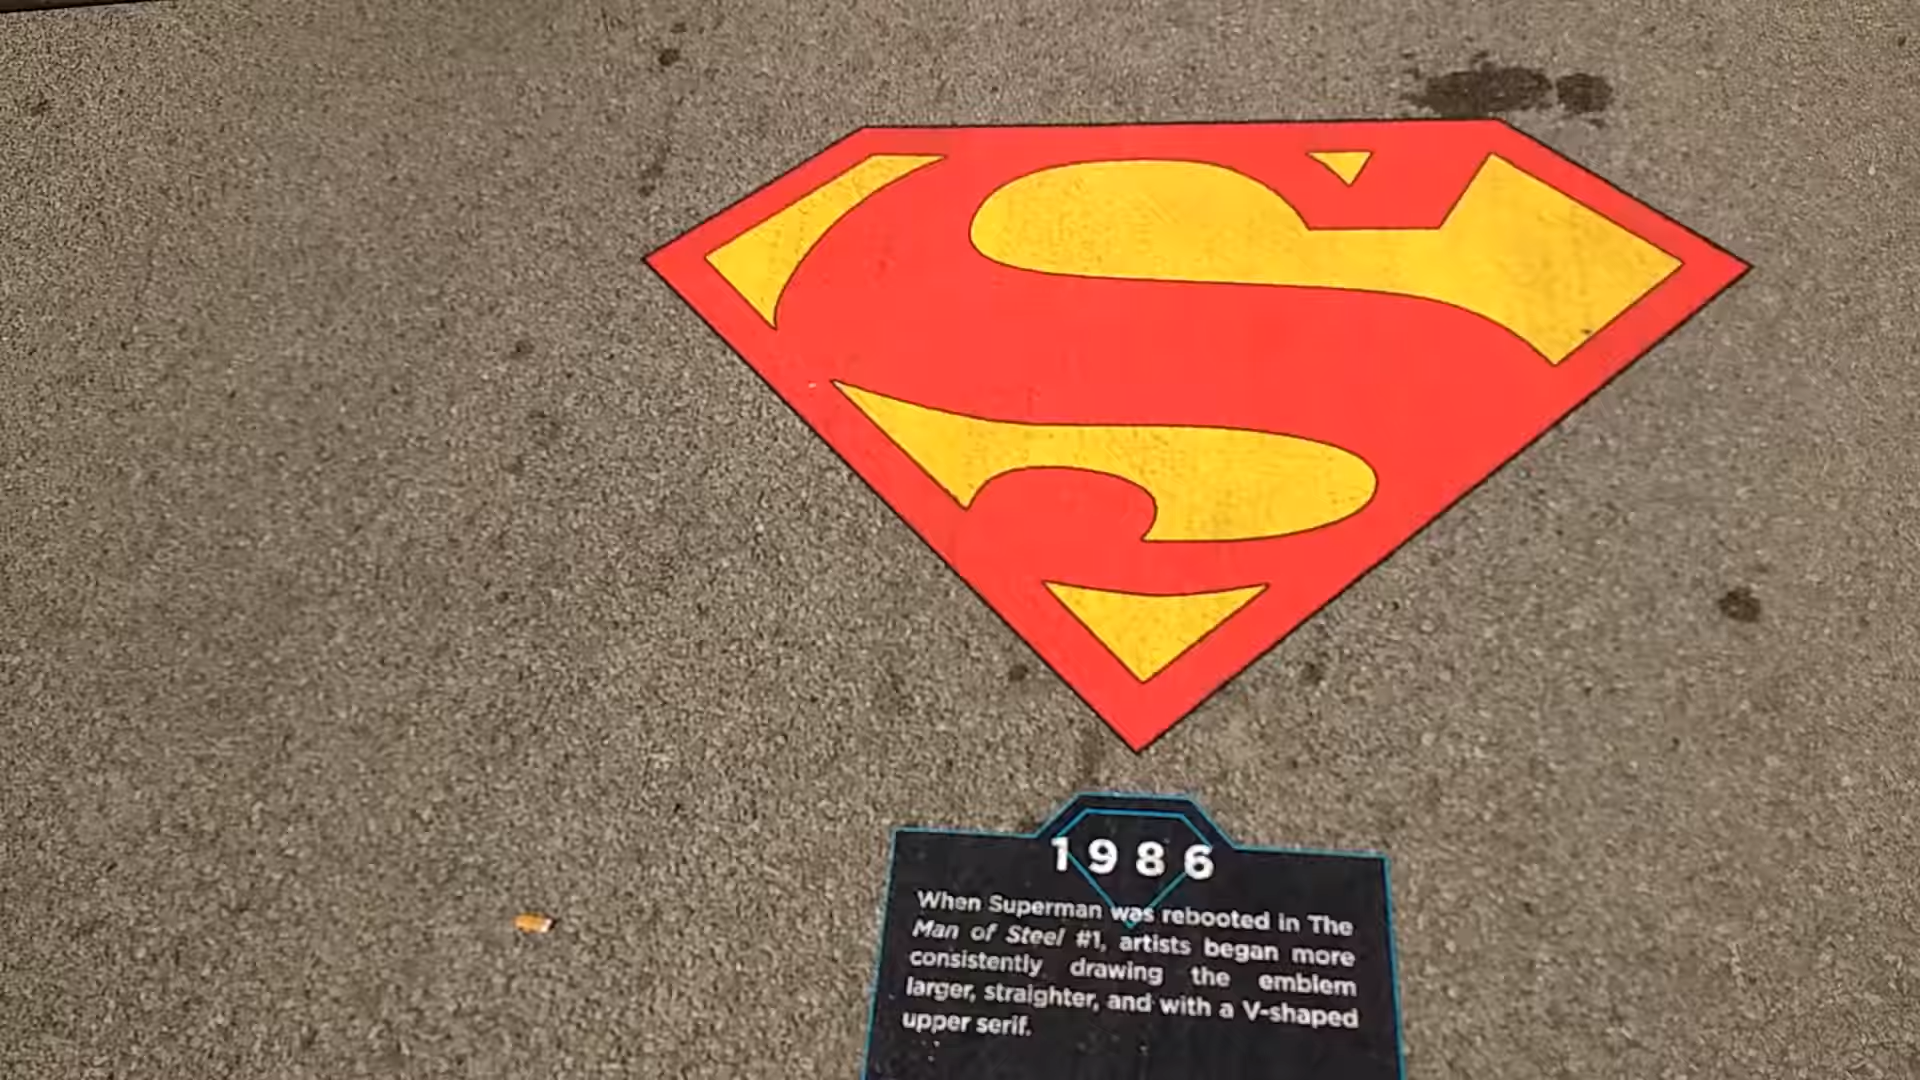 S
1986
When Superman was rebooted in The
Man of Steel #1, artists began more
consistently drawing the emblem
larger, straighter, and with a V-shaped
upper serif.